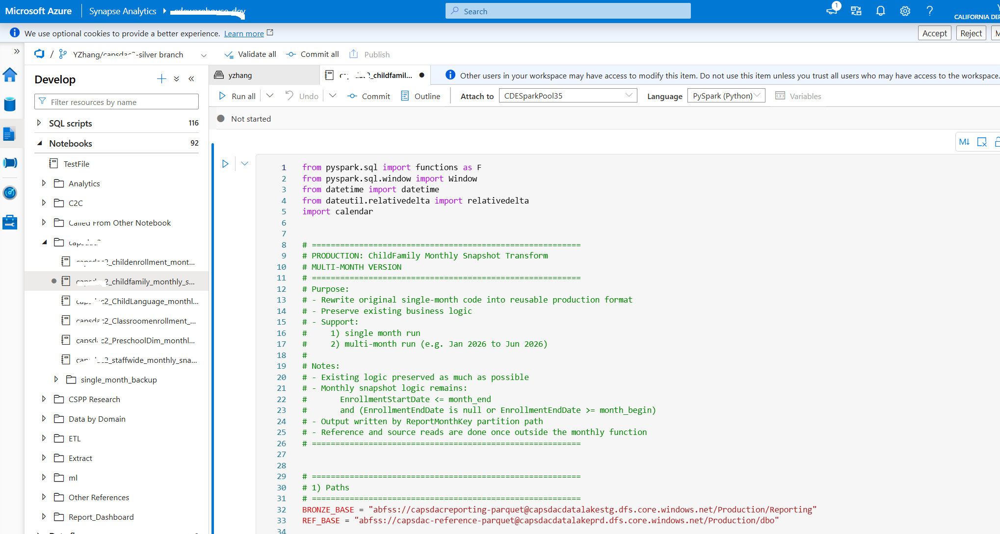 Microsoft Azure
Synapse Analytics
Search
1
CALIFORNIA DEP
We use optional cookies to provide a better experience. Learn more
Accept
Reject
M
/ YZhang/ -silver branch
Validate all
Commit all
Publish
Develop
Filter resources by name
SQL scripts 116
Notebooks 92
TestFile
Analytics
C2C
Called From Other Notebook
2_childenrollment_mont...
2_childfamily_monthly_s...
c2_ChildLanguage_monthl...
capsdac2_Classroomenrollment_...
capsdac2_PreschoolDim_monthl...
2_staffwide_monthly_sna...
single_month_backup
CSPP Research
Data by Domain
ETL
Extract
ml
Other References
Report_Dashboard
yzhang
2_childfamil...
Other users in your workspace may have access to modify this item. Do not use this item unless you trust all users who may have access to the workspace.
Run all
Undo
Commit
Outline
Attach to
CDESparkPool35
Language
PySpark (Python)
Variables
Not started
M↓
1 from pyspark.sql import functions as F
2 from pyspark.sql.window import Window
3 from datetime import datetime
4 from dateutil.relativedelta import relativedelta
5 import calendar
6
7
8 # =========================================================
9 # PRODUCTION: ChildFamily Monthly Snapshot Transform
10 # MULTI-MONTH VERSION
11 # =========================================================
12 # Purpose:
13 # - Rewrite original single-month code into reusable production format
14 # - Preserve existing business logic
15 # - Support:
16 #     1) single month run
17 #     2) multi-month run (e.g. Jan 2026 to Jun 2026)
18 #
19 # Notes:
20 # - Existing logic preserved as much as possible
21 # - Monthly snapshot logic remains:
22 #       EnrollmentStartDate <= month_end
23 #       and (EnrollmentEndDate is null or EnrollmentEndDate >= month_begin)
24 # - Output written by ReportMonthKey partition path
25 # - Reference and source reads are done once outside the monthly function
26 # =========================================================
27
28
29 # =========================================================
30 # 1) Paths
31 # =========================================================
32 BRONZE_BASE = "abfss://capsdacreporting-parquet@capsdacdatalakestg.dfs.core.windows.net/Production/Reporting"
33 REF_BASE = "abfss://capsdac-reference-parquet@capsdacdatalakeprd.dfs.core.windows.net/Production/dbo"
34